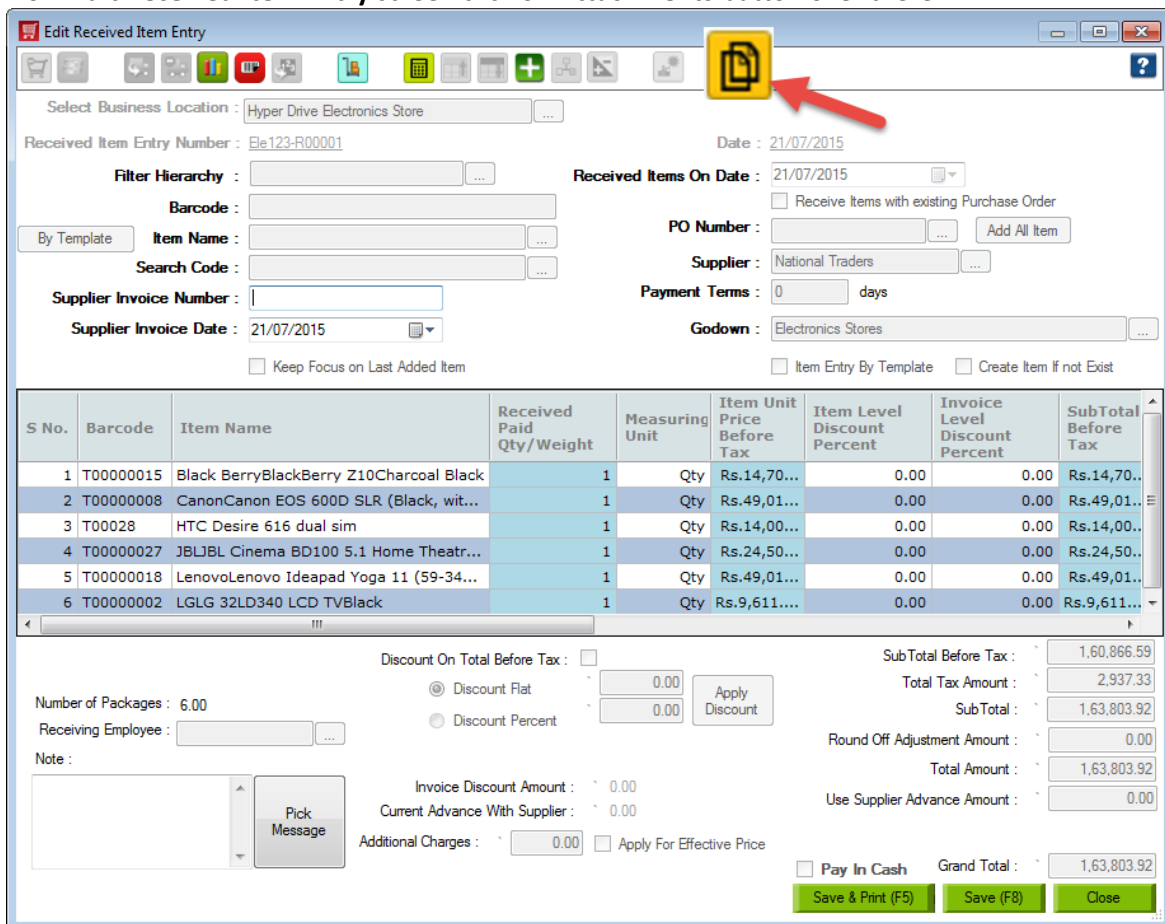 Edit Received Item Entry
Select Business Location : Hyper Drive Electronics Store ...
Received Item Entry Number : Ele123-R00001 Date : 21/07/2015
Filter Hierarchy : ... Received Items On Date : 21/07/2015
Barcode : Receive Items with existing Purchase Order
By Template Item Name : ... PO Number : ... Add All Item
Search Code : ... Supplier : National Traders ...
Supplier Invoice Number : Payment Terms : 0 days
Supplier Invoice Date : 21/07/2015 Godown : Electronics Stores ...
Keep Focus on Last Added Item Item Entry By Template Create Item If not Exist
S No. Barcode Item Name Received Paid Qty/Weight Measuring Unit Item Unit Price Before Tax Item Level Discount Percent Invoice Level Discount Percent SubTotal Before Tax
1 T00000015 Black BerryBlackBerry Z10Charcoal Black 1 Qty Rs.14,70... 0.00 0.00 Rs.14,70..
2 T00000008 CanonCanon EOS 600D SLR (Black, wit... 1 Qty Rs.49,01... 0.00 0.00 Rs.49,01..
3 T00028 HTC Desire 616 dual sim 1 Qty Rs.14,00... 0.00 0.00 Rs.14,00..
4 T00000027 JBLJBL Cinema BD100 5.1 Home Theatr... 1 Qty Rs.24,50... 0.00 0.00 Rs.24,50..
5 T00000018 LenovoLenovo Ideapad Yoga 11 (59-34... 1 Qty Rs.49,01... 0.00 0.00 Rs.49,01..
6 T00000002 LGLG 32LD340 LCD TVBlack 1 Qty Rs.9,611.... 0.00 0.00 Rs.9,611...
Discount On Total Before Tax : SubTotal Before Tax : ` 1,60,866.59
Discount Flat ` 0.00 Apply Discount Total Tax Amount : ` 2,937.33
Number of Packages : 6.00 Discount Percent ` 0.00 SubTotal : ` 1,63,803.92
Receiving Employee : ... Round Off Adjustment Amount : ` 0.00
Note : Total Amount : ` 1,63,803.92
Pick Message Invoice Discount Amount : ` 0.00 Use Supplier Advance Amount : ` 0.00
Current Advance With Supplier : ` 0.00
Additional Charges : ` 0.00 Apply For Effective Price
Pay In Cash Grand Total : ` 1,63,803.92
Save & Print (F5) Save (F8) Close